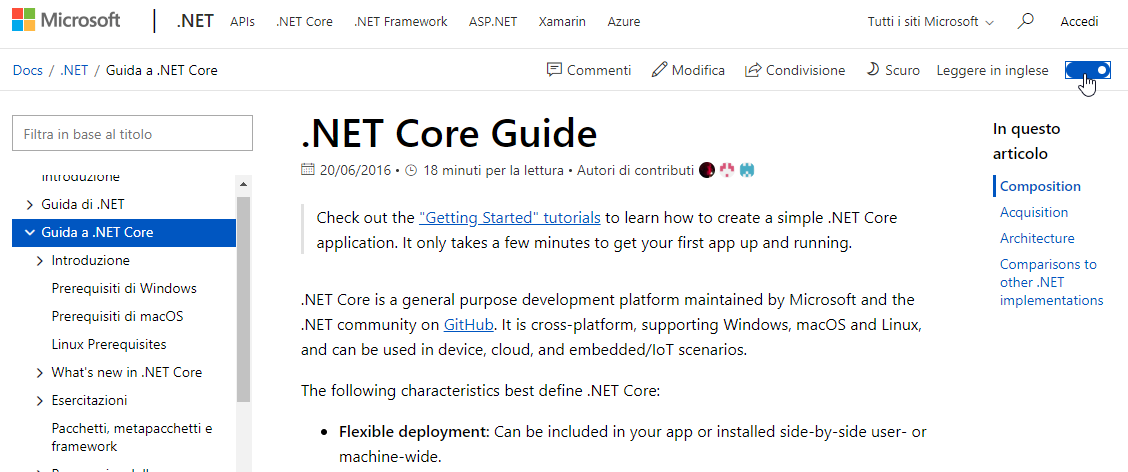 Microsoft
.NET
APIs
.NET Core
.NET Framework
ASP.NET
Xamarin
Azure
Tutti i siti Microsoft
Accedi
Docs / .NET / Guida a .NET Core
Commenti
Modifica
Condivisione
Scuro
Leggere in inglese
Filtra in base al titolo
Introduzione
Guida di .NET
Guida a .NET Core
Introduzione
Prerequisiti di Windows
Prerequisiti di macOS
Linux Prerequisites
What's new in .NET Core
Esercitazioni
Pacchetti, metapacchetti e
framework
.NET Core Guide
20/06/2016 • 18 minuti per la lettura • Autori di contributi
Check out the "Getting Started" tutorials to learn how to create a simple .NET Core
application. It only takes a few minutes to get your first app up and running.
.NET Core is a general purpose development platform maintained by Microsoft and the
.NET community on GitHub. It is cross-platform, supporting Windows, macOS and Linux,
and can be used in device, cloud, and embedded/IoT scenarios.
The following characteristics best define .NET Core:
• Flexible deployment: Can be included in your app or installed side-by-side user- or
machine-wide.
In questo
articolo
Composition
Acquisition
Architecture
Comparisons to
other .NET
implementations